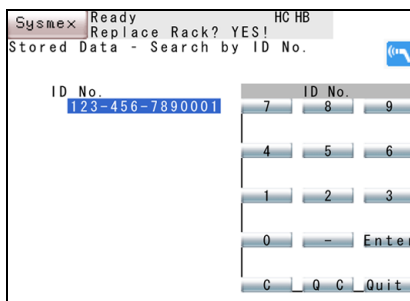 Sysmex Ready HC HB
Replace Rack? YES!
Stored Data - Search by ID No.
ID No. ID No.
123-456-7890001 7 8 9
4 5 6
1 2 3
0 - Enter
C Q C Quit